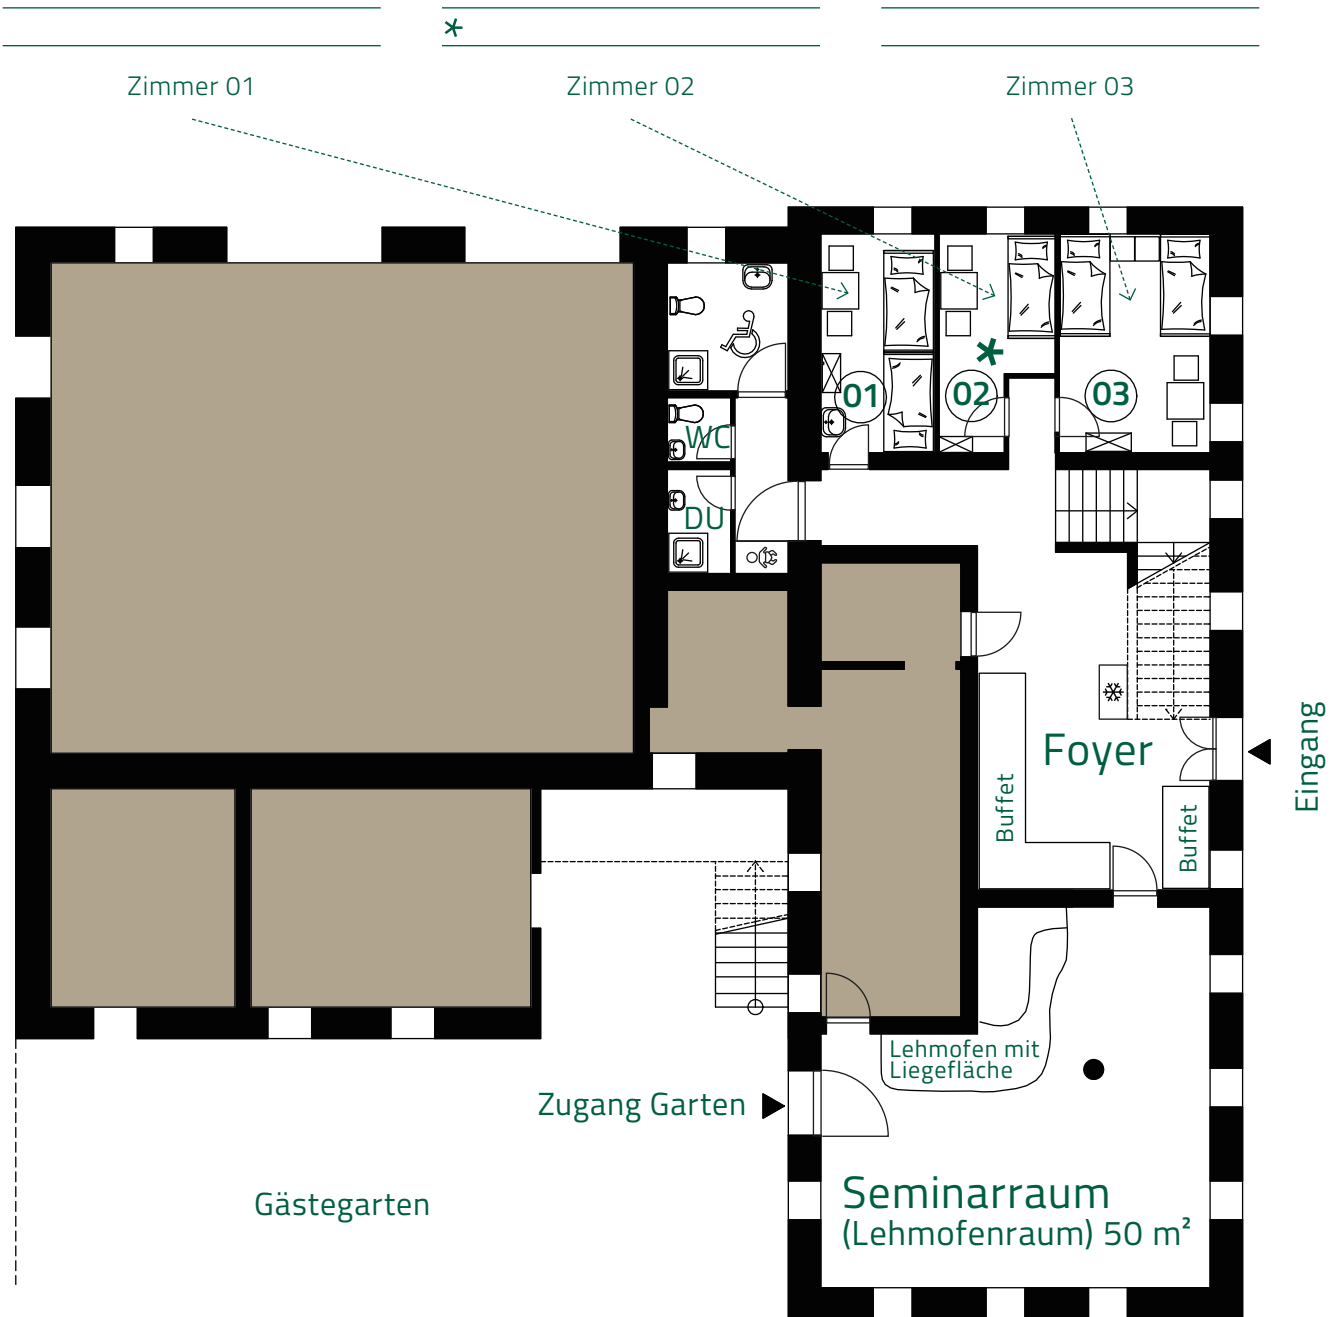 *
Zimmer 01
Zimmer 02
Zimmer 03
*
01
02
03
WC
DU
Foyer
Eingang
Buffet
Buffet
Lehmofen mit
Liegefläche
Zugang Garten
Gästegarten
Seminarraum
(Lehmofenraum) 50 m²